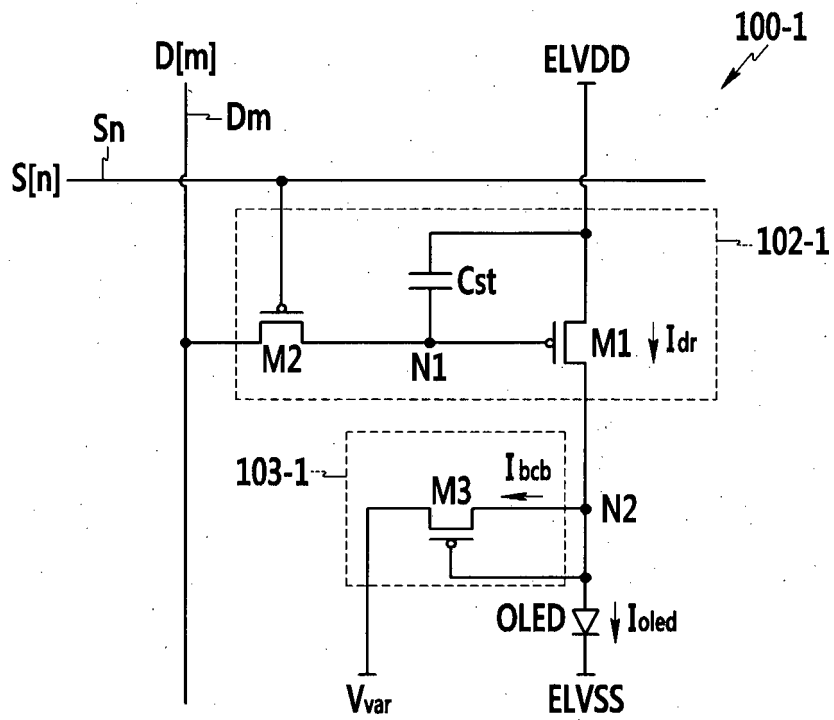 100-1
D[m]
ELVDD
Dm
Sn
S[n]
102-1
Cst
M2
N1
M1
Idr
103-1
Ibcb
M3
N2
OLED
Ioled
Vvar
ELVSS